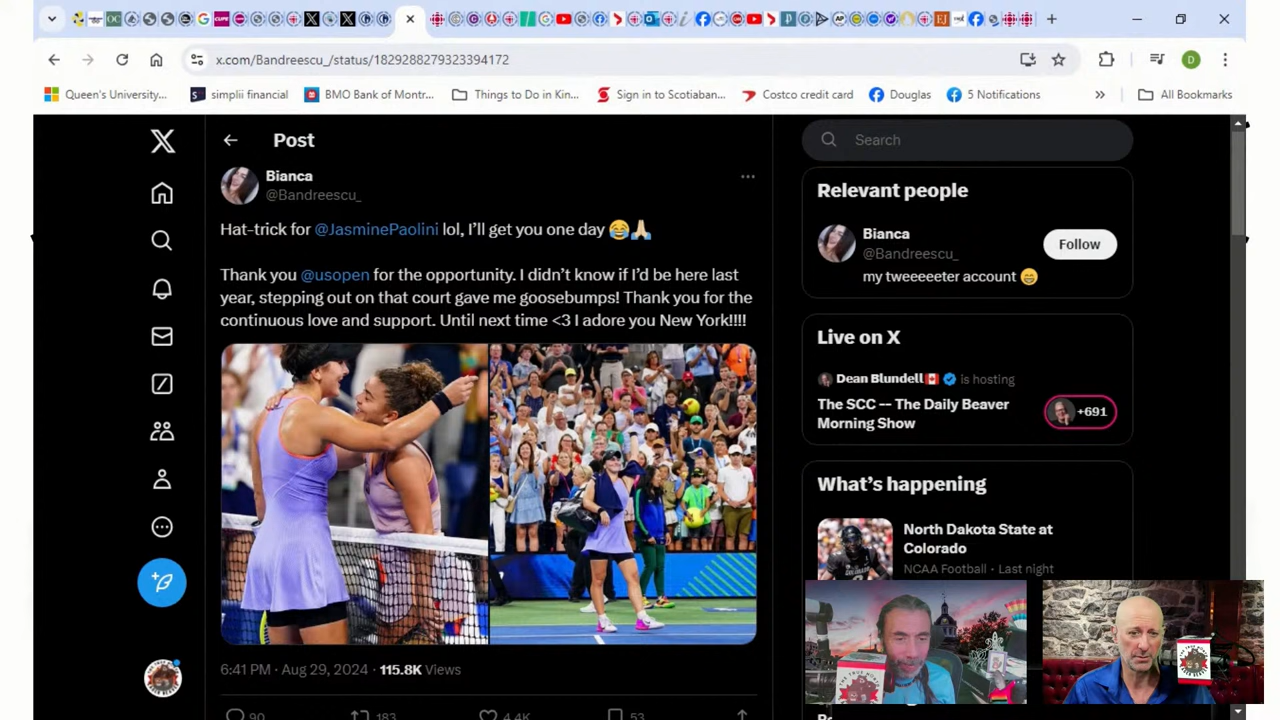 x.com/Bandreescu_/status/1829288279323394172
Queen's University...
simplii financial
BMO Bank of Montr...
Things to Do in Kin...
Sign in to Scotiaban...
Costco credit card
Douglas
5 Notifications
»
All Bookmarks
Post
Bianca
@Bandreescu_
Hat-trick for @JasminePaolini lol, I'll get you one day 😂🙏🏼
Thank you @usopen for the opportunity. I didn't know if I'd be here last
year, stepping out on that court gave me goosebumps! Thank you for the
continuous love and support. Until next time <3 I adore you New York!!!!
6:41 PM · Aug 29, 2024 · 115.8K Views
90
183
4.4K
53
Search
Relevant people
Bianca
@Bandreescu_
Follow
my tweeeeeter account 😄
Live on X
Dean Blundell🇨🇦 is hosting
The SCC -- The Daily Beaver
Morning Show
+691
What's happening
North Dakota State at
Colorado
NCAA Football · Last night